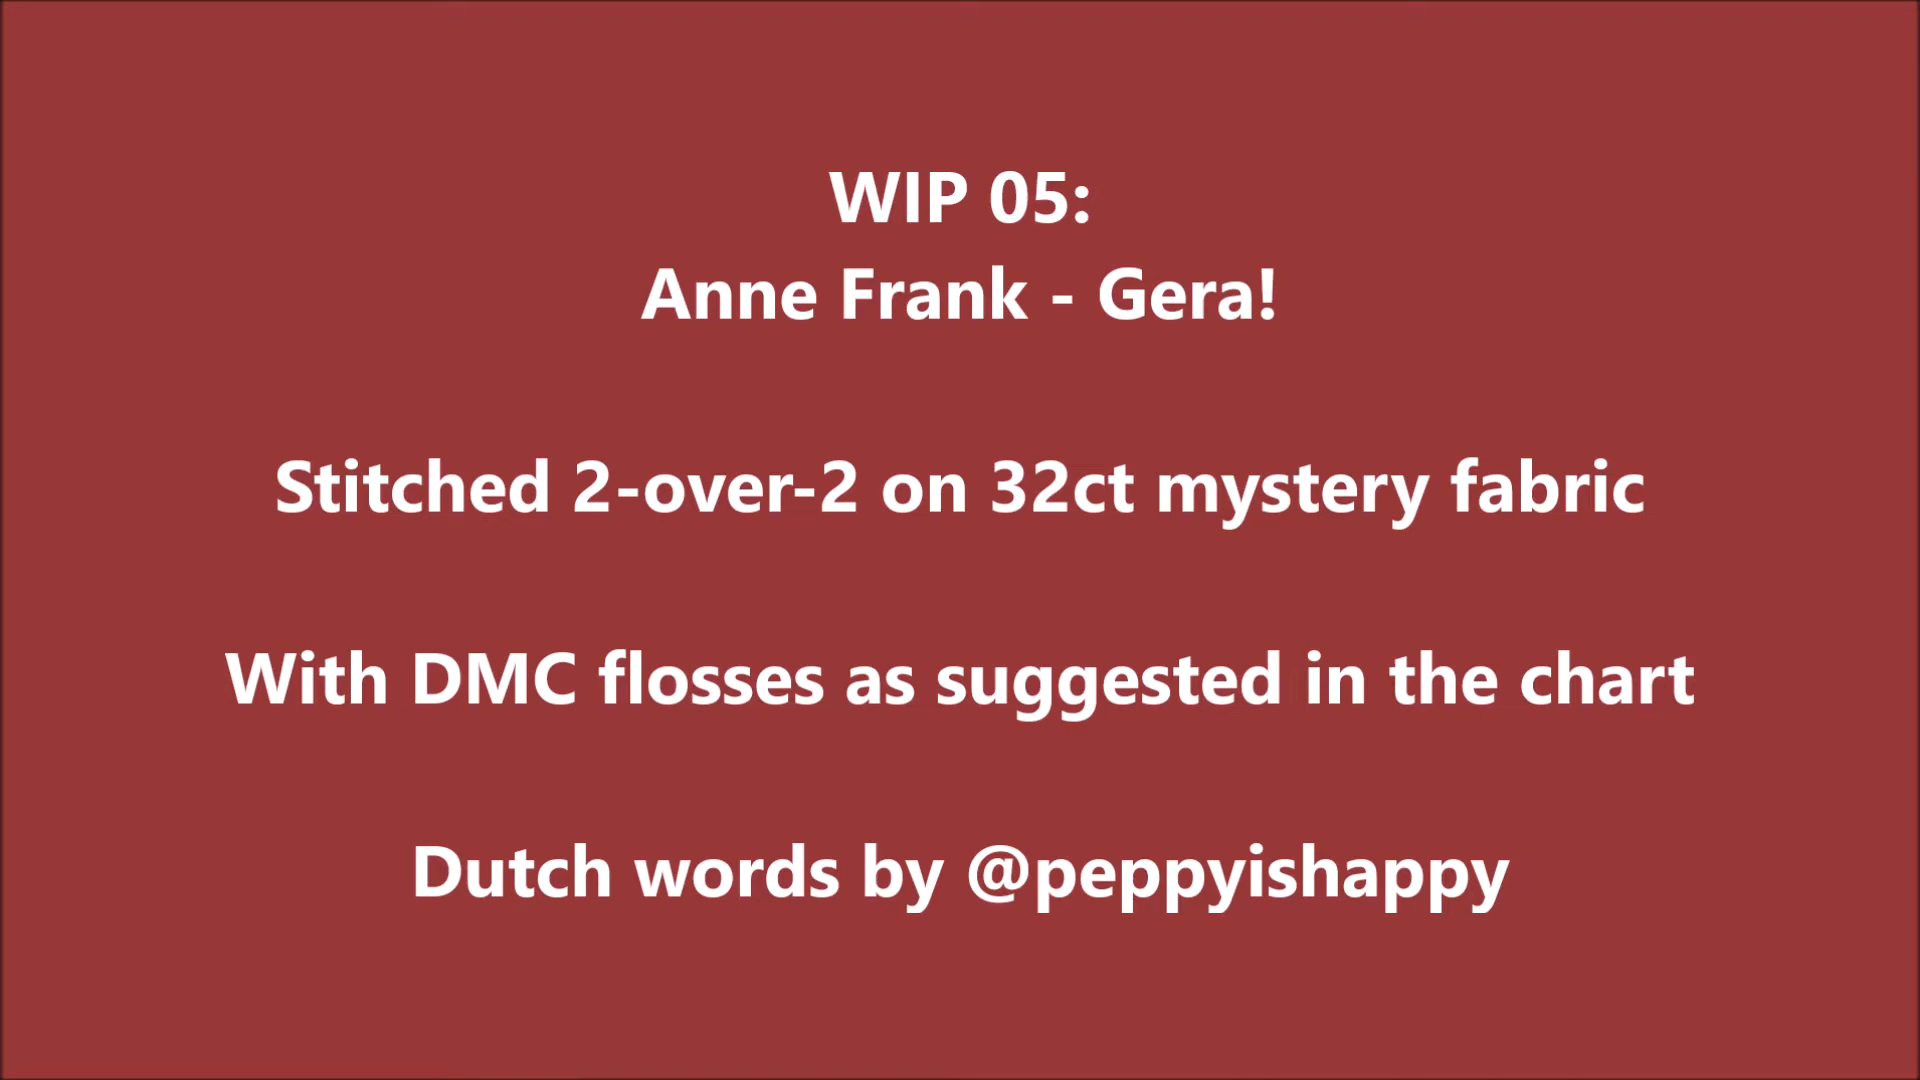 WIP 05:
Anne Frank - Gera!
Stitched 2-over-2 on 32ct mystery fabric
With DMC flosses as suggested in the chart
Dutch words by @peppyishappy